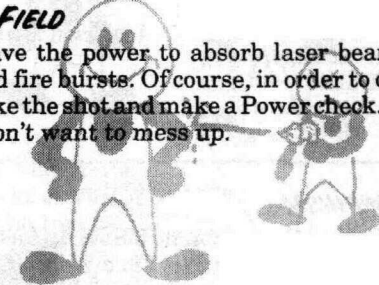 FIELD
ve the power to absorb laser bear
d fire bursts. Of course, in order to d
ke the shot and make a Power check.
on't want to mess up.